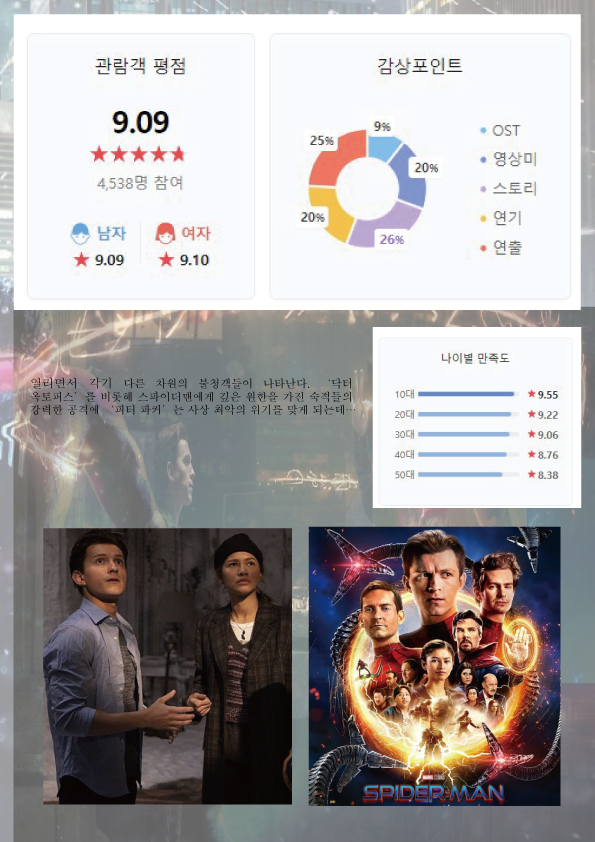 관람객 평점
9.09
4,538명 참여
남자
여자
9.09
9.10
감상포인트
9%
20%
26%
20%
25%
OST
영상미
스토리
연기
연출
열리면서 각기 다른 차원의 불청객들이 나타난다. ‘닥터
옥토퍼스’를 비롯해 스파이더맨에게 깊은 원한을 가진 숙적들의
강력한 공격에 ‘피터 파커’는 사상 최악의 위기를 맞게 되는데…
나이별 만족도
10대 9.55
20대 9.22
30대 9.06
40대 8.76
50대 8.38
MARVEL STUDIOS
SPIDER-MAN